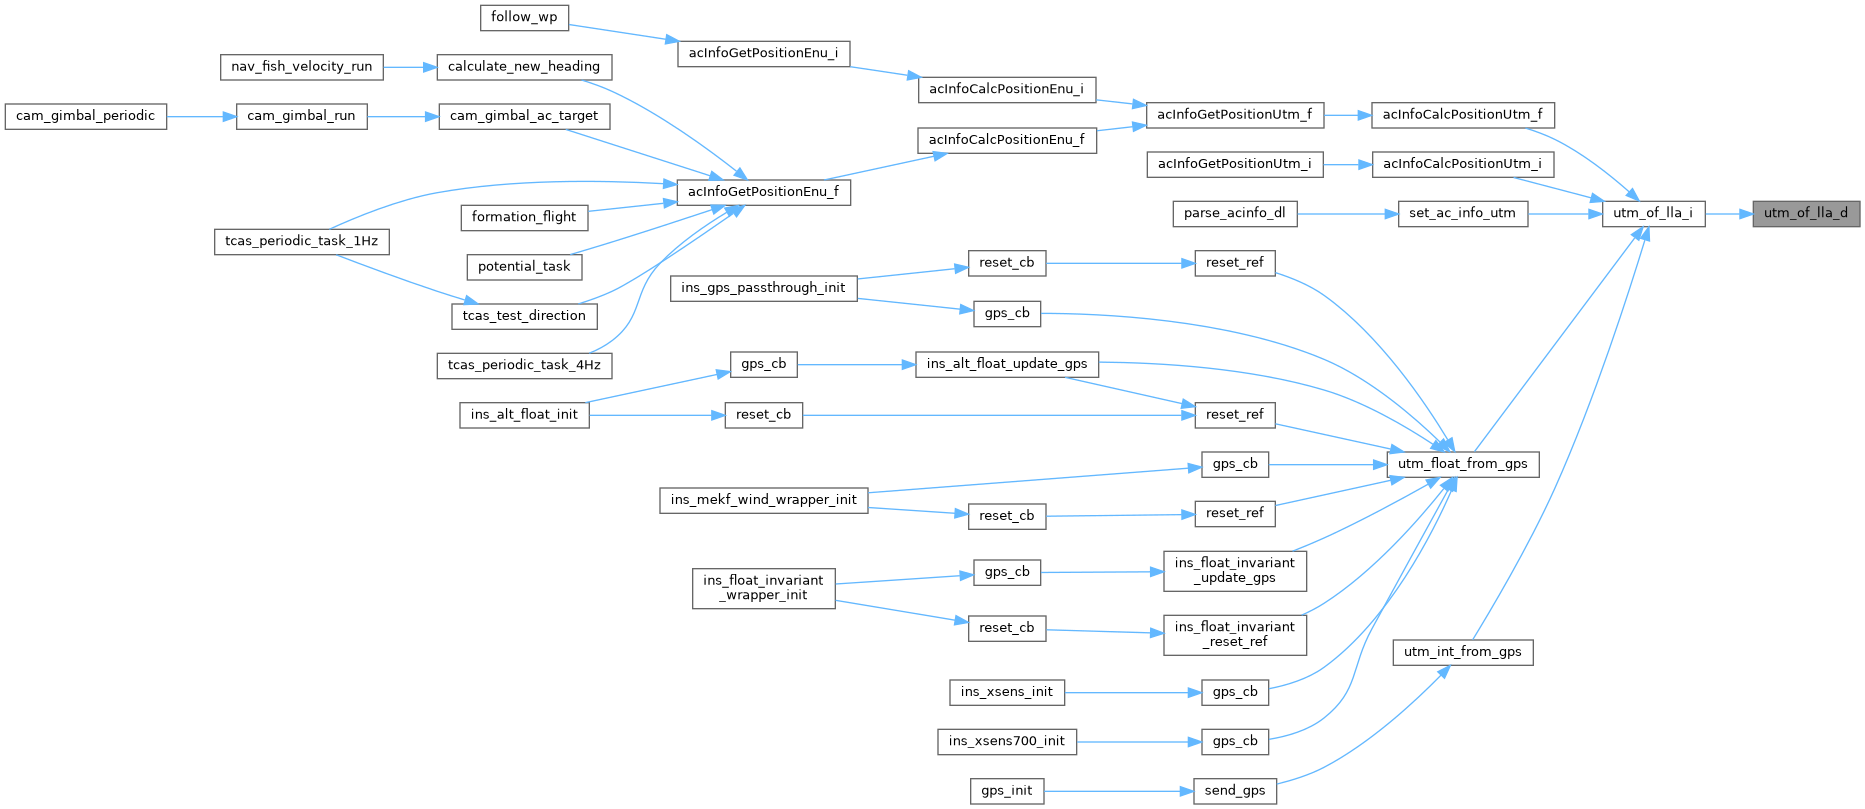 follow_wp
acInfoGetPositionEnu_i
nav_fish_velocity_run
calculate_new_heading
acInfoCalcPositionEnu_i
cam_gimbal_periodic
cam_gimbal_run
cam_gimbal_ac_target
acInfoGetPositionUtm_f
acInfoCalcPositionUtm_f
acInfoCalcPositionEnu_f
acInfoGetPositionUtm_i
acInfoCalcPositionUtm_i
acInfoGetPositionEnu_f
formation_flight
parse_acinfo_dl
set_ac_info_utm
utm_of_lla_i
utm_of_lla_d
tcas_periodic_task_1Hz
potential_task
reset_cb
reset_ref
ins_gps_passthrough_init
gps_cb
tcas_test_direction
tcas_periodic_task_4Hz
gps_cb
ins_alt_float_update_gps
ins_alt_float_init
reset_cb
reset_ref
gps_cb
utm_float_from_gps
ins_mekf_wind_wrapper_init
reset_cb
reset_ref
ins_float_invariant
_wrapper_init
gps_cb
ins_float_invariant
_update_gps
reset_cb
ins_float_invariant
_reset_ref
utm_int_from_gps
ins_xsens_init
gps_cb
ins_xsens700_init
gps_cb
gps_init
send_gps